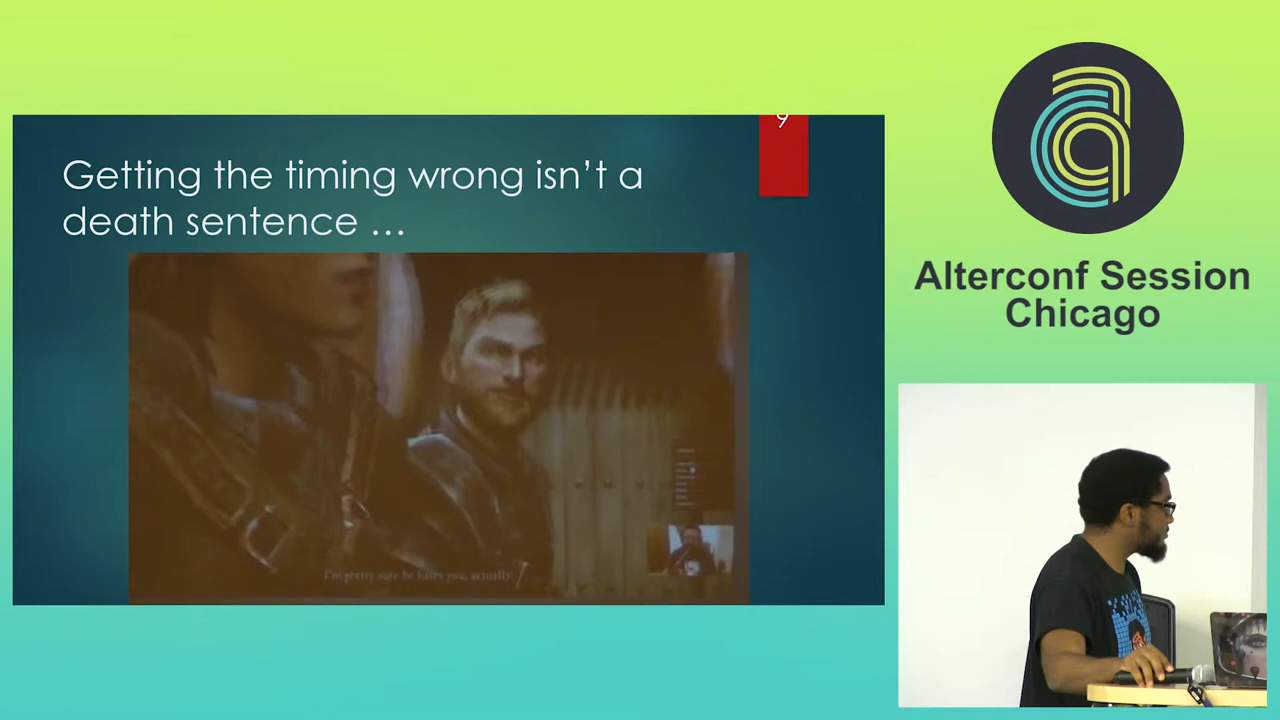 9
Getting the timing wrong isn't a
death sentence …
I'm pretty sure he hates you, actually.
Alterconf Session
Chicago